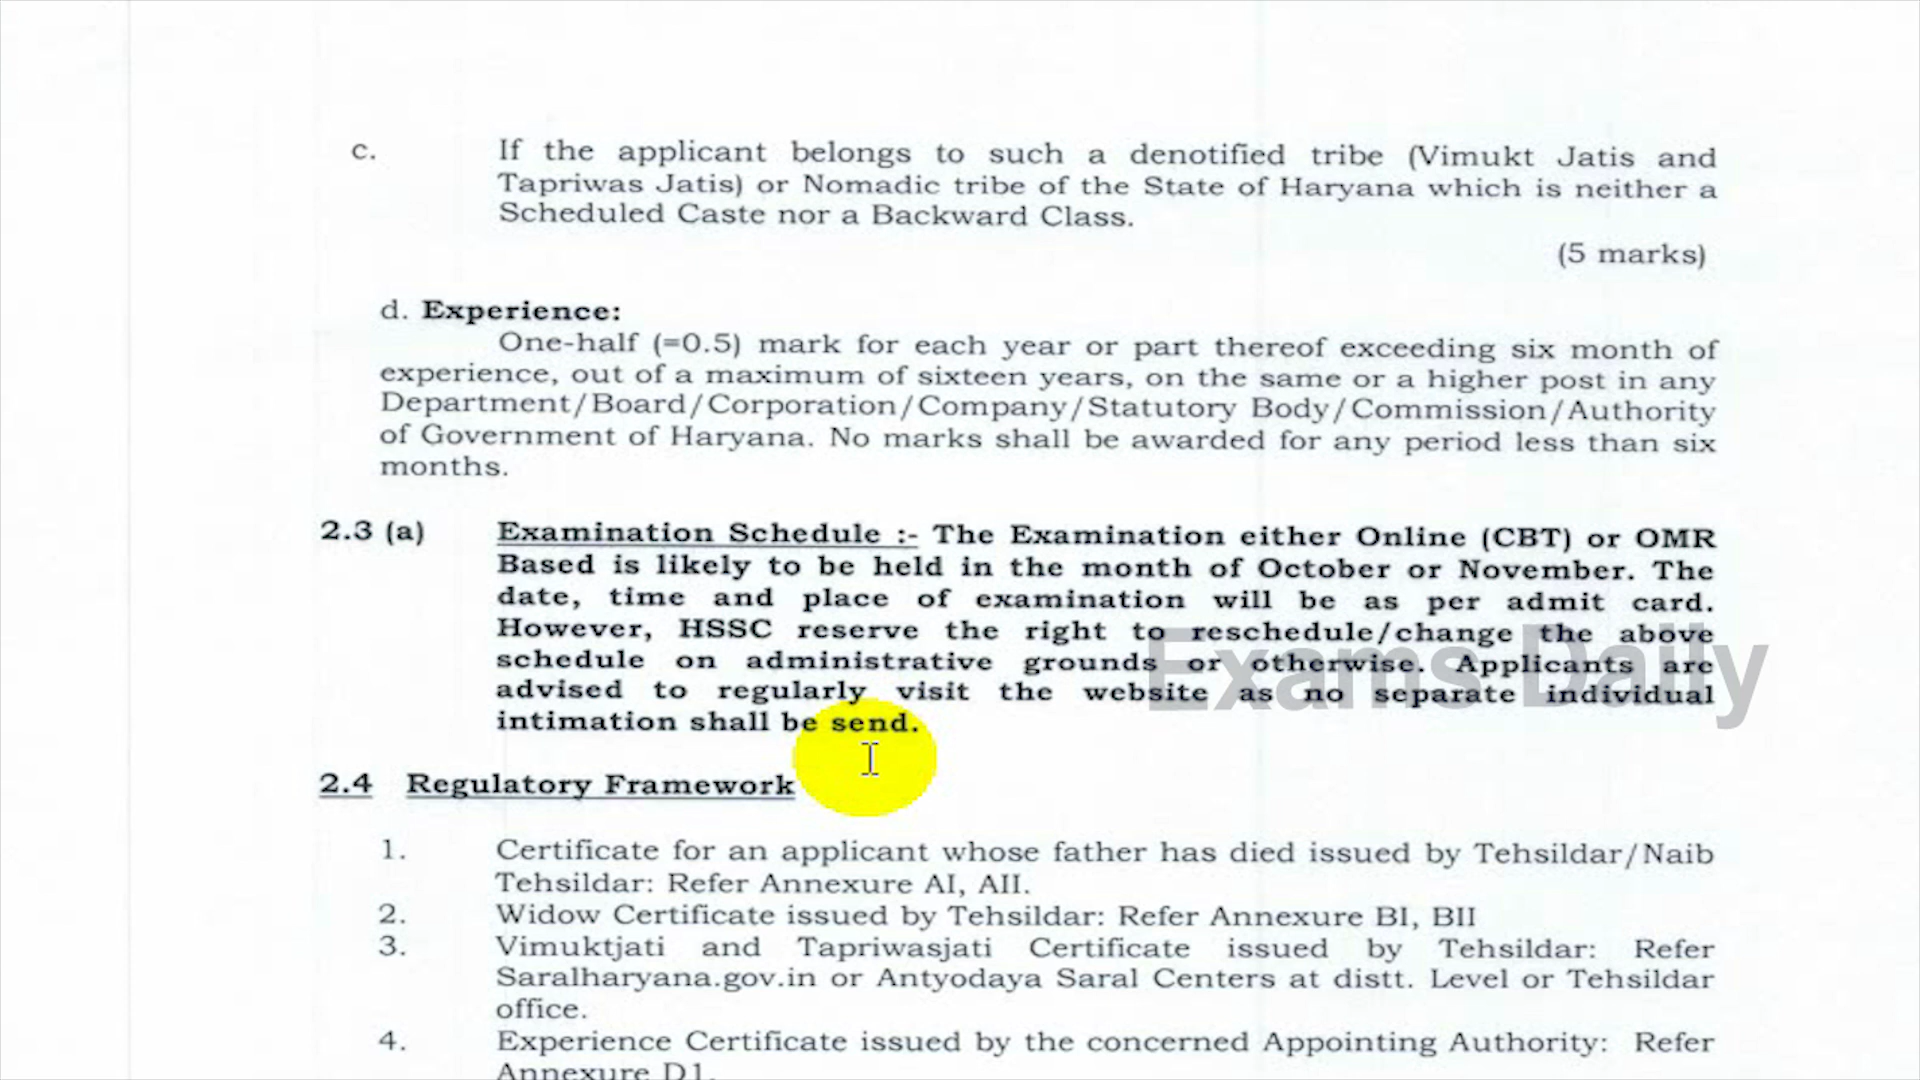 c. If the applicant belongs to such a denotified tribe (Vimukt Jatis and
Tapriwas Jatis) or Nomadic tribe of the State of Haryana which is neither a
Scheduled Caste nor a Backward Class.
(5 marks)
d. Experience:
One-half (=0.5) mark for each year or part thereof exceeding six month of
experience, out of a maximum of sixteen years, on the same or a higher post in any
Department/Board/Corporation/Company/Statutory Body/Commission/Authority
of Government of Haryana. No marks shall be awarded for any period less than six
months.
2.3 (a) Examination Schedule :- The Examination either Online (CBT) or OMR
Based is likely to be held in the month of October or November. The
date, time and place of examination will be as per admit card.
However, HSSC reserve the right to reschedule/change the above
schedule on administrative grounds or otherwise. Applicants are
advised to regularly visit the website as no separate individual
intimation shall be send.
Exams Daily
2.4 Regulatory Framework
1. Certificate for an applicant whose father has died issued by Tehsildar/Naib
Tehsildar: Refer Annexure AI, AII.
2. Widow Certificate issued by Tehsildar: Refer Annexure BI, BII
3. Vimuktjati and Tapriwasjati Certificate issued by Tehsildar: Refer
Saralharyana.gov.in or Antyodaya Saral Centers at distt. Level or Tehsildar
office.
4. Experience Certificate issued by the concerned Appointing Authority: Refer
Annexure D1.